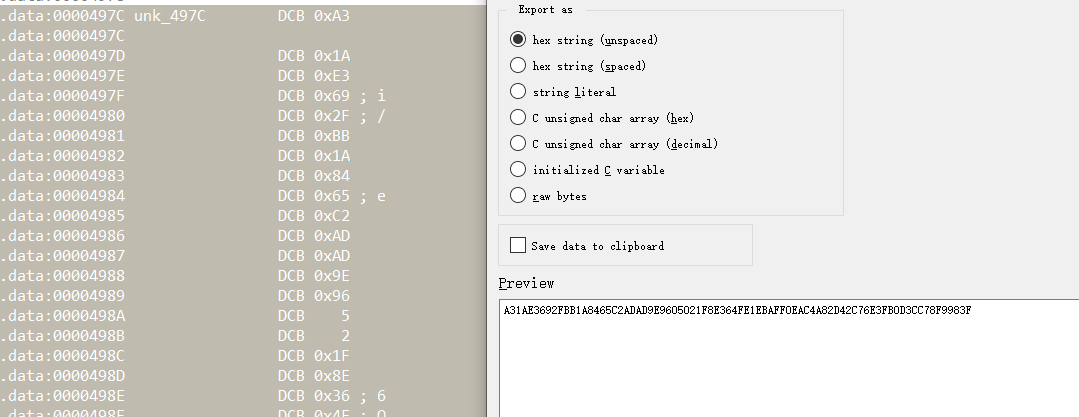 .data:0000497C unk_497C DCB 0xA3
.data:0000497C
.data:0000497D DCB 0x1A
.data:0000497E DCB 0xE3
.data:0000497F DCB 0x69 ; i
.data:00004980 DCB 0x2F ; /
.data:00004981 DCB 0xBB
.data:00004982 DCB 0x1A
.data:00004983 DCB 0x84
.data:00004984 DCB 0x65 ; e
.data:00004985 DCB 0xC2
.data:00004986 DCB 0xAD
.data:00004987 DCB 0xAD
.data:00004988 DCB 0x9E
.data:00004989 DCB 0x96
.data:0000498A DCB 5
.data:0000498B DCB 2
.data:0000498C DCB 0x1F
.data:0000498D DCB 0x8E
.data:0000498E DCB 0x36 ; 6
.data:0000498F DCB 0x4F ; O
Export as
hex string (unspaced)
hex string (spaced)
string literal
C unsigned char array (hex)
C unsigned char array (decimal)
initialized C variable
raw bytes
Save data to clipboard
Preview
A31AE3692FBB1A8465C2ADAD9E9605021F8E364FE1EBAFF0EAC4A82D42C76E3FB0D3CC78F9983F